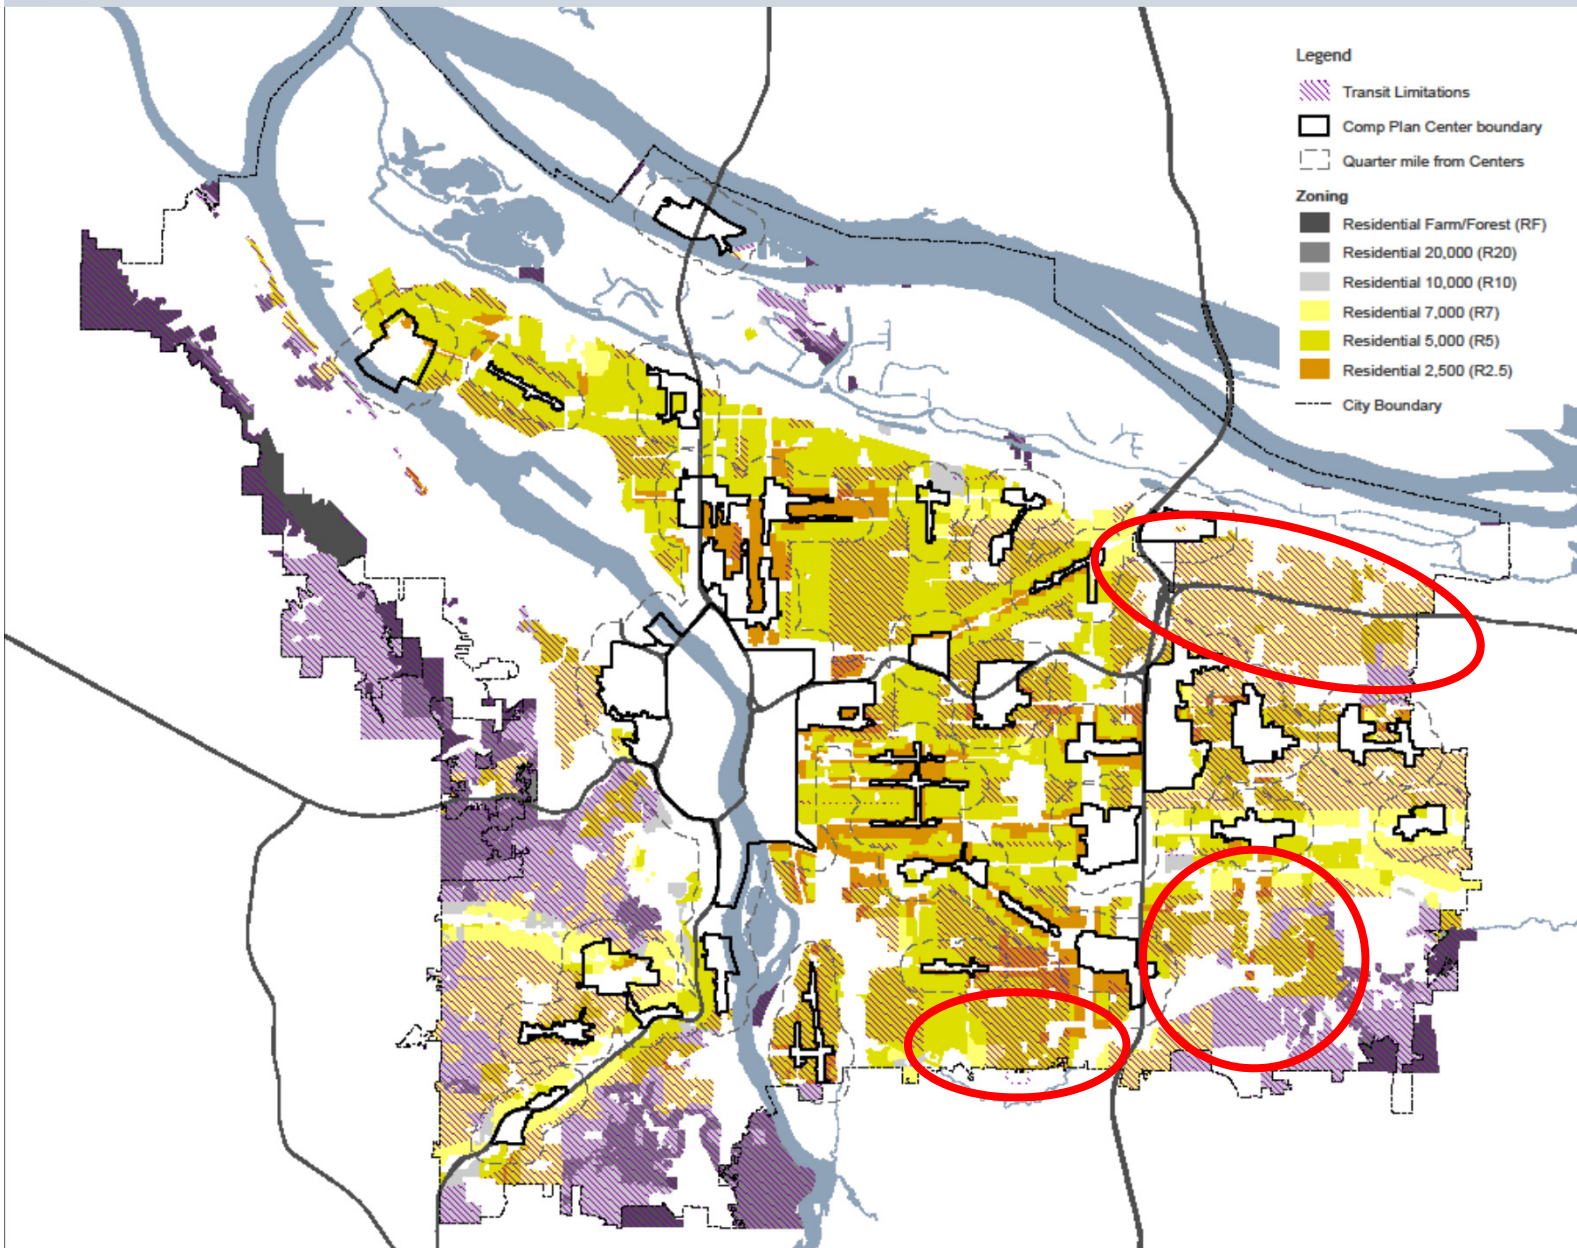 Legend
Transit Limitations
Comp Plan Center boundary
Quarter mile from Centers
Zoning
Residential Farm/Forest (RF)
Residential 20,000 (R20)
Residential 10,000 (R10)
Residential 7,000 (R7)
Residential 5,000 (R5)
Residential 2,500 (R2.5)
City Boundary